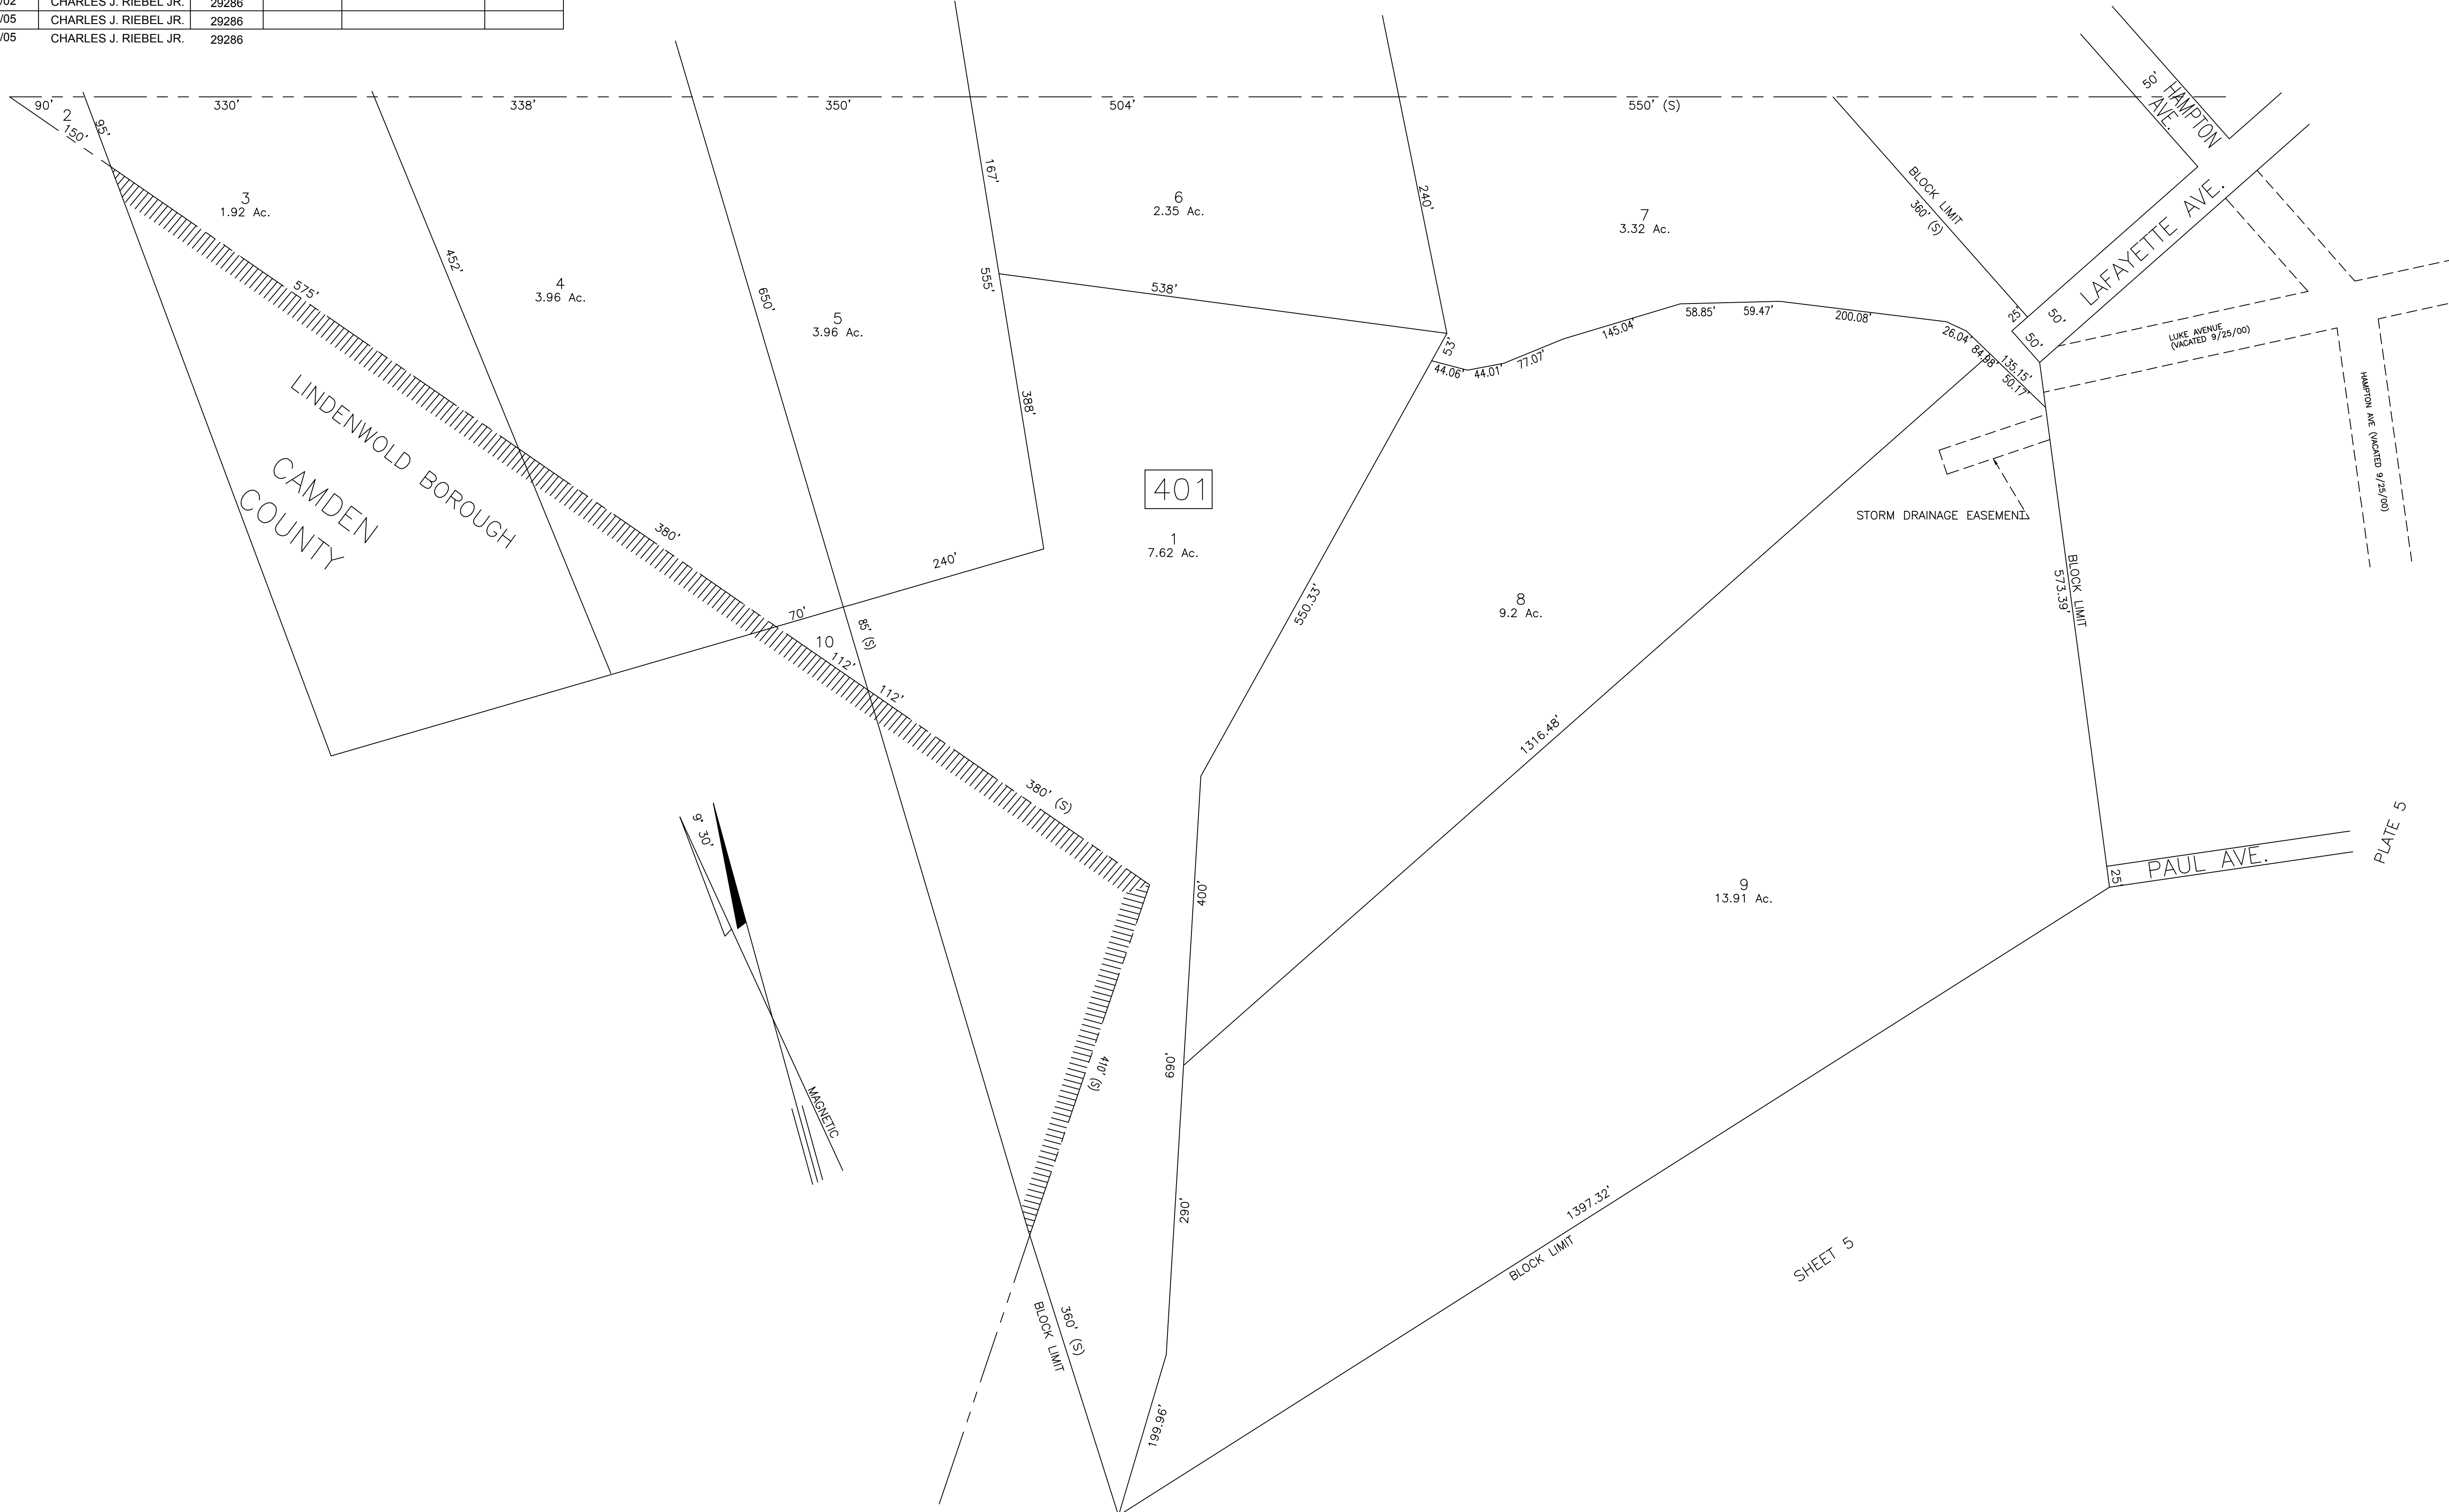 /02 CHARLES J. RIEBEL JR. 29286
/05 CHARLES J. RIEBEL JR. 29286
/05 CHARLES J. RIEBEL JR. 29286
90'
330'
338'
350'
504'
550' (S)
50'
HAMPTON
AVE.
2
150'
95'
3
1.92 Ac.
452'
4
3.96 Ac.
650'
5
3.96 Ac.
167'
555'
388'
6
2.35 Ac.
538'
240'
7
3.32 Ac.
BLOCK LIMIT
360' (S)
LAFAYETTE AVE.
25'
50'
50'
LUKE AVENUE
(VACATED 9/25/00)
HAMPTON AVE (VACATED 9/25/00)
53'
44.06'
44.01'
77.07'
145.04'
58.85'
59.47'
200.08'
26.04'
84.98'
135.15'
50.17'
575'
LINDENWOLD BOROUGH
CAMDEN
COUNTY
380'
240'
70'
10
112'
85' (S)
112'
401
1
7.62 Ac.
550.33'
8
9.2 Ac.
STORM DRAINAGE EASEMENT
BLOCK LIMIT
573.39'
1316.48'
380' (S)
9° 30'
MAGNETIC
400'
690'
290'
410' (S)
9
13.91 Ac.
25'
PAUL AVE.
PLATE 5
1397.32'
BLOCK LIMIT
SHEET 5
360' (S)
BLOCK LIMIT
199.96'